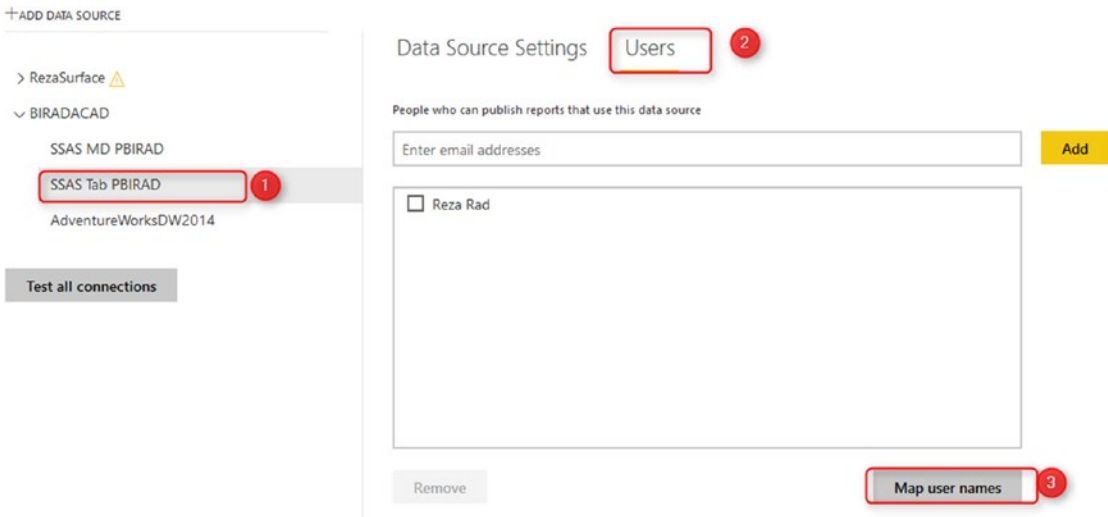 +ADD DATA SOURCE
> RezaSurface
BIRADACAD
SSAS MD PBIRAD
SSAS Tab PBIRAD
1
AdventureWorksDW2014
Test all connections
Data Source Settings
Users
2
People who can publish reports that use this data source
Enter email addresses
Add
Reza Rad
Remove
Map user names
3